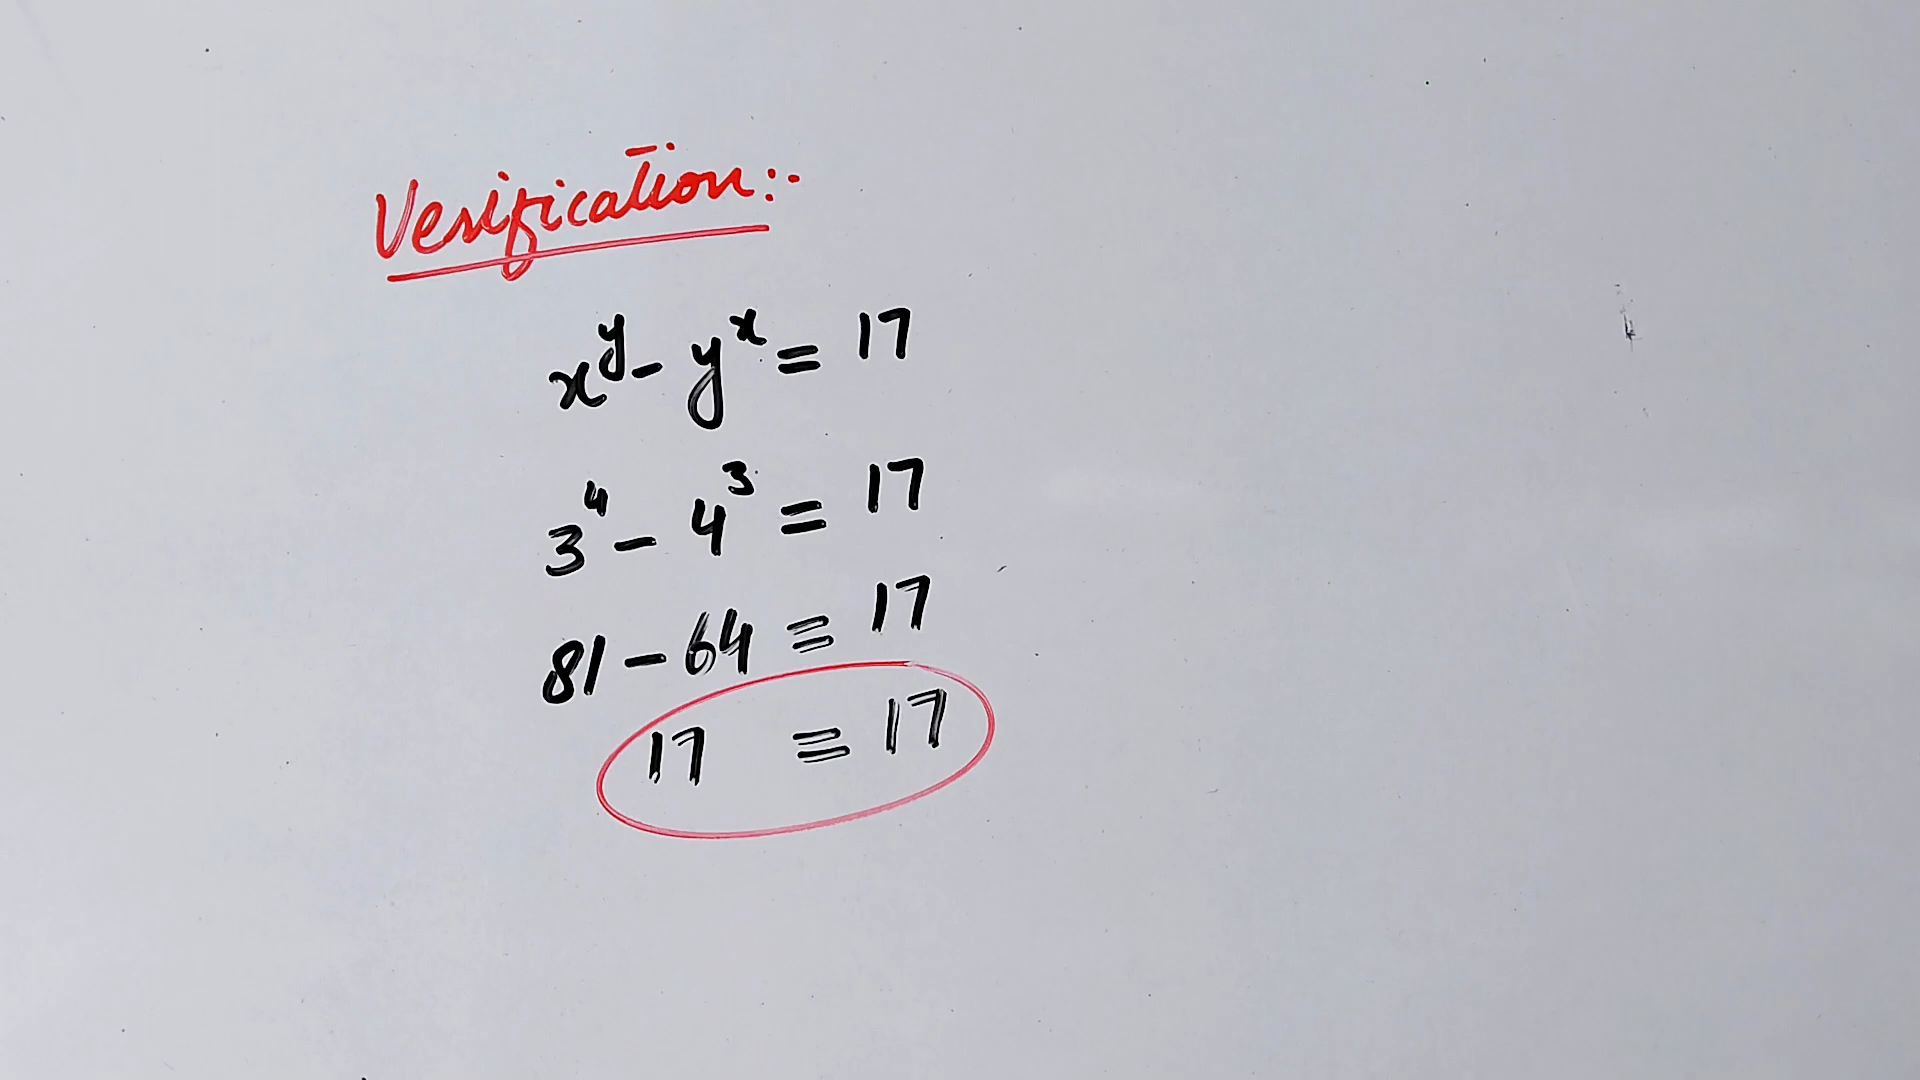 Verification:-
x^y - y^x = 17
3^4 - 4^3 = 17
81 - 64 ≡ 17
17 ≡ 17